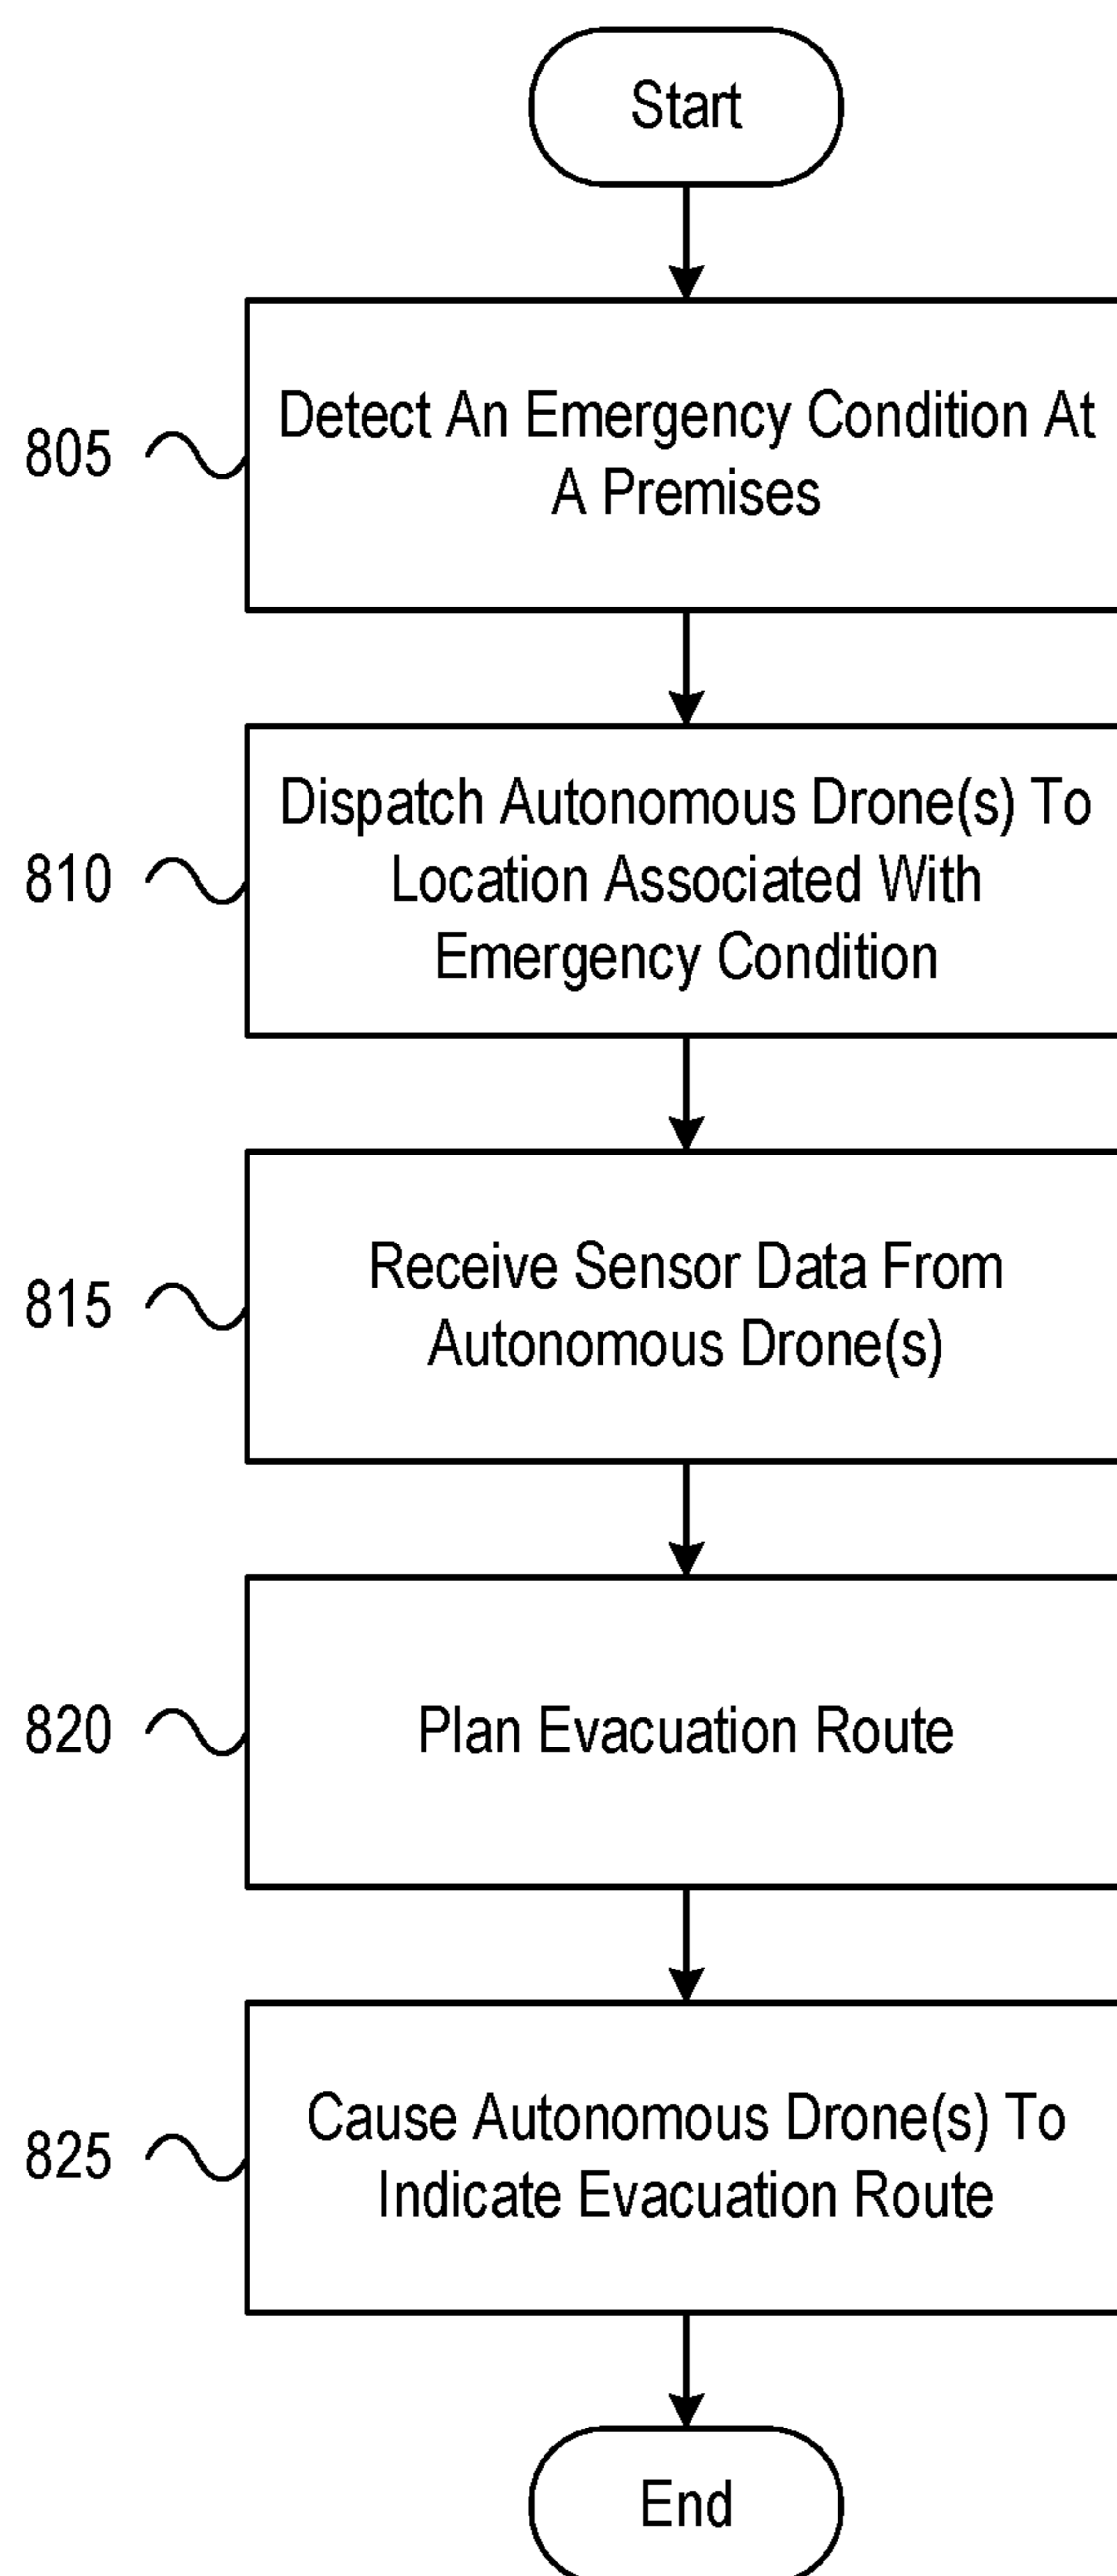 Start
Detect An Emergency Condition At
A Premises
805
Dispatch Autonomous Drone(s) To
Location Associated With
Emergency Condition
810
Receive Sensor Data From
Autonomous Drone(s)
815
Plan Evacuation Route
820
Cause Autonomous Drone(s) To
Indicate Evacuation Route
825
End